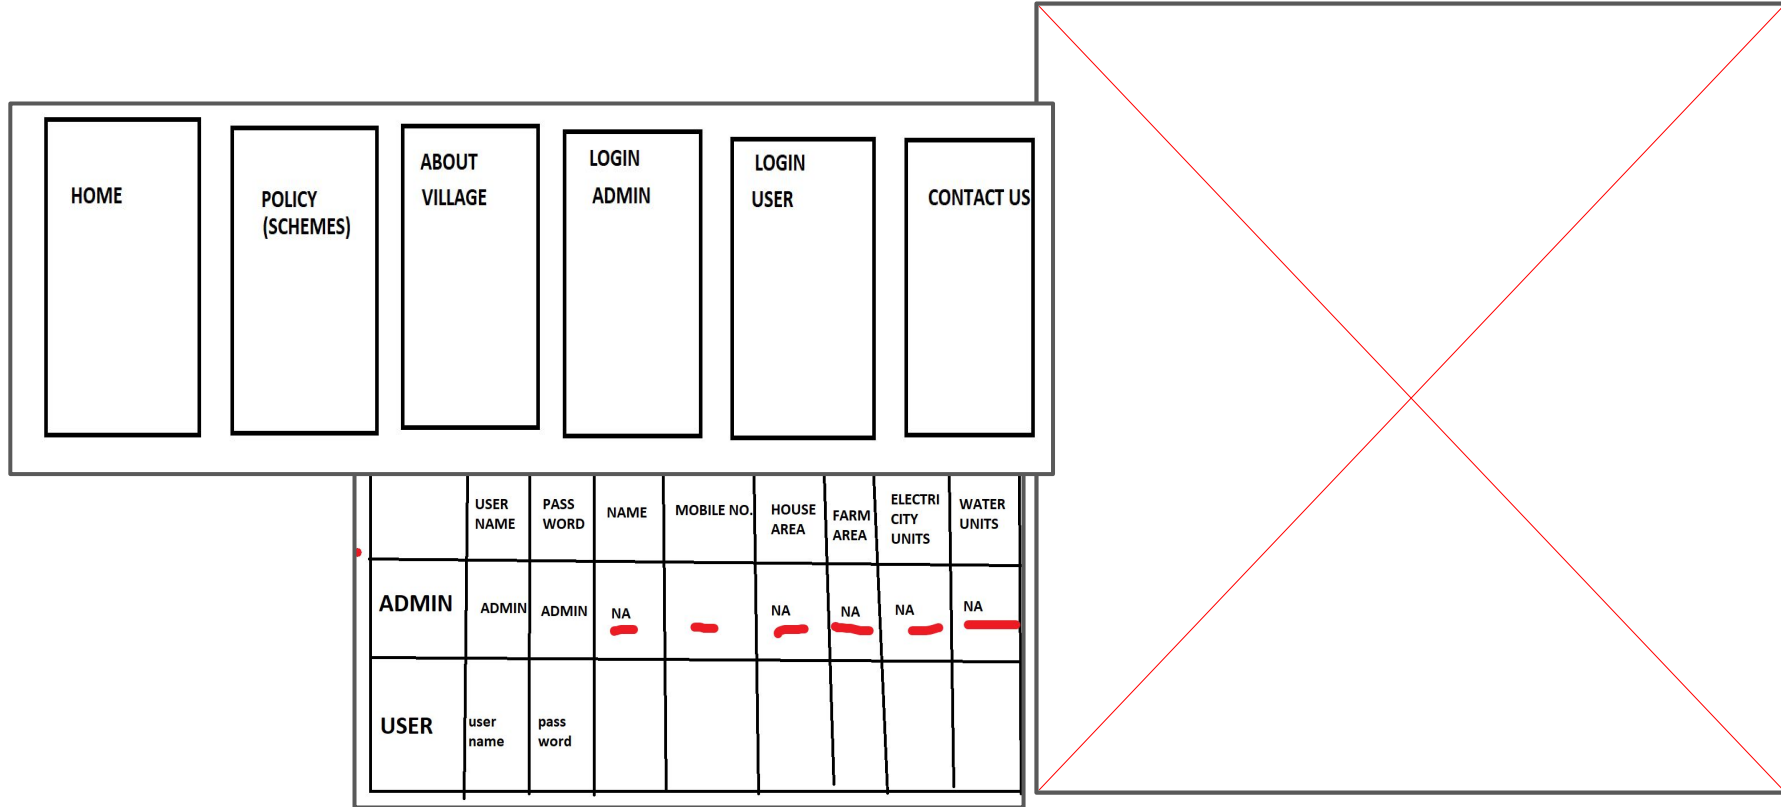 HOME
POLICY
(SCHEMES)
ABOUT
VILLAGE
LOGIN
ADMIN
LOGIN
USER
CONTACT US
USER
NAME
PASS
WORD
NAME
MOBILE NO.
HOUSE
AREA
FARM
AREA
ELECTRI
CITY
UNITS
WATER
UNITS
ADMIN
ADMIN
ADMIN
NA
NA
NA
NA
NA
USER
user
name
pass
word